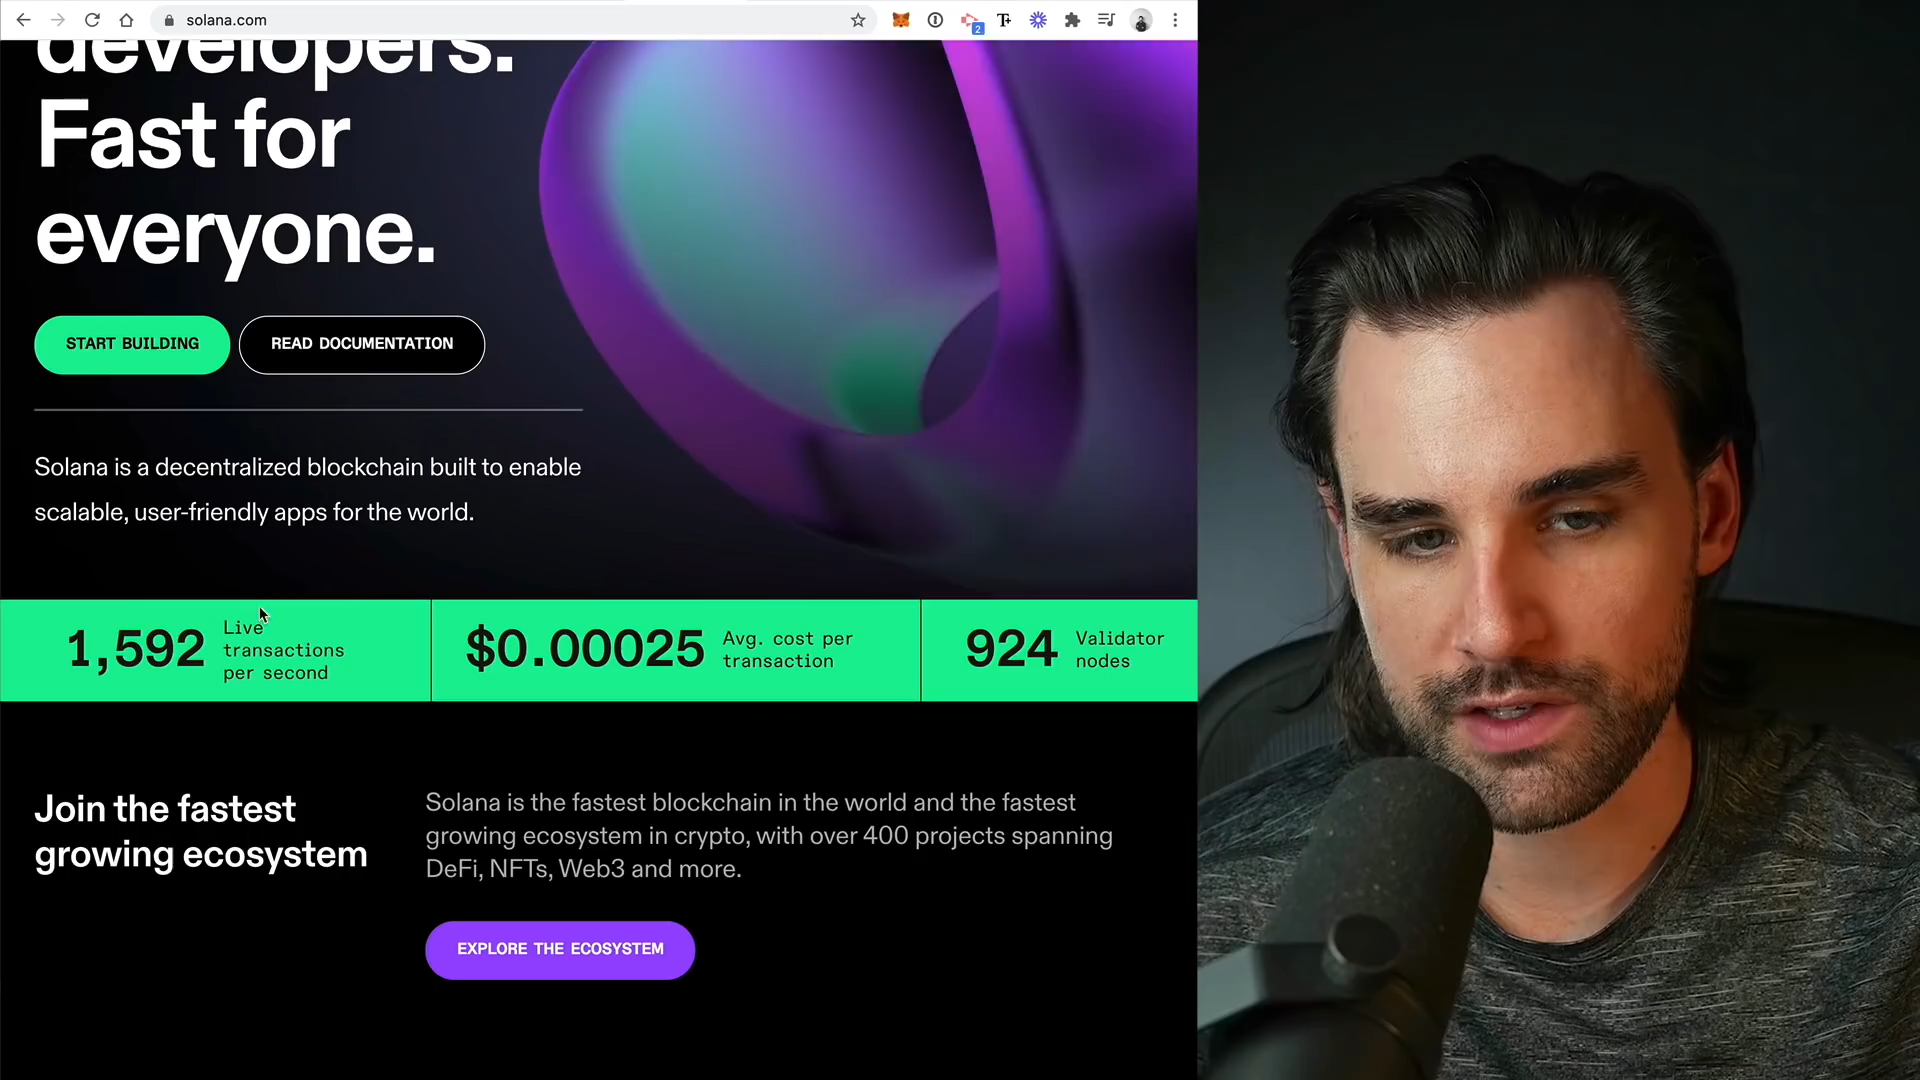 solana.com
2
developers.
Fast for
everyone.
START BUILDING
READ DOCUMENTATION
Solana is a decentralized blockchain built to enable
scalable, user-friendly apps for the world.
1,592
Live
transactions
per second
$0.00025
Avg. cost per
transaction
924
Validator
nodes
Join the fastest
growing ecosystem
Solana is the fastest blockchain in the world and the fastest
growing ecosystem in crypto, with over 400 projects spanning
DeFi, NFTs, Web3 and more.
EXPLORE THE ECOSYSTEM